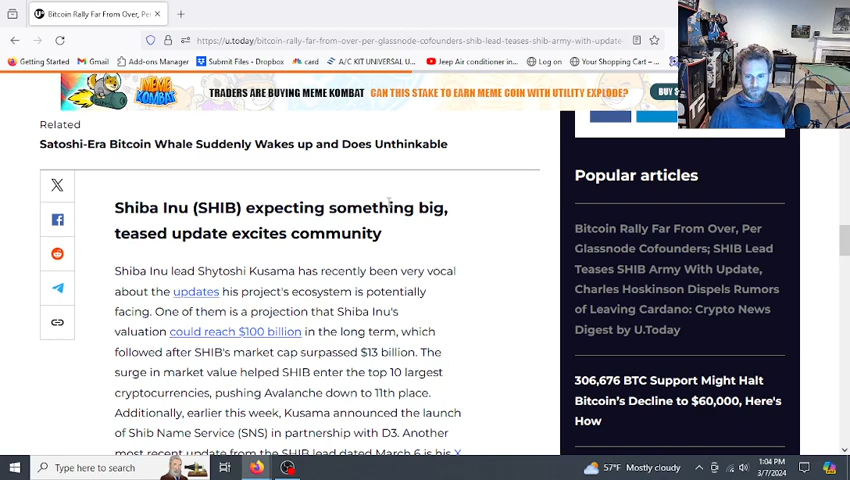 Bitcoin Rally Far From Over, Per
https://u.today/bitcoin-rally-far-from-over-per-glassnode-cofounders-shib-lead-teases-shib-army-with-update-
Getting Started
Gmail
Add-ons Manager
Submit Files - Dropbox
card
A/C KIT UNIVERSAL U...
Jeep Air conditioner in...
Log on
Your Shopping Cart -...
MEME KOMBAT
TRADERS ARE BUYING MEME KOMBAT CAN THIS STAKE TO EARN MEME COIN WITH UTILITY EXPLODE?
BUY $
Related
Satoshi-Era Bitcoin Whale Suddenly Wakes up and Does Unthinkable
Shiba Inu (SHIB) expecting something big,
teased update excites community
Shiba Inu lead Shytoshi Kusama has recently been very vocal
about the updates his project's ecosystem is potentially
facing. One of them is a projection that Shiba Inu's
valuation could reach $100 billion in the long term, which
followed after SHIB's market cap surpassed $13 billion. The
surge in market value helped SHIB enter the top 10 largest
cryptocurrencies, pushing Avalanche down to 11th place.
Additionally, earlier this week, Kusama announced the launch
of Shib Name Service (SNS) in partnership with D3. Another
most recent update from the SHIB lead dated March 6 is his X
Popular articles
Bitcoin Rally Far From Over, Per
Glassnode Cofounders; SHIB Lead
Teases SHIB Army With Update,
Charles Hoskinson Dispels Rumors
of Leaving Cardano: Crypto News
Digest by U.Today
306,676 BTC Support Might Halt
Bitcoin's Decline to $60,000, Here's
How
Type here to search
57°F Mostly cloudy
1:04 PM
3/7/2024